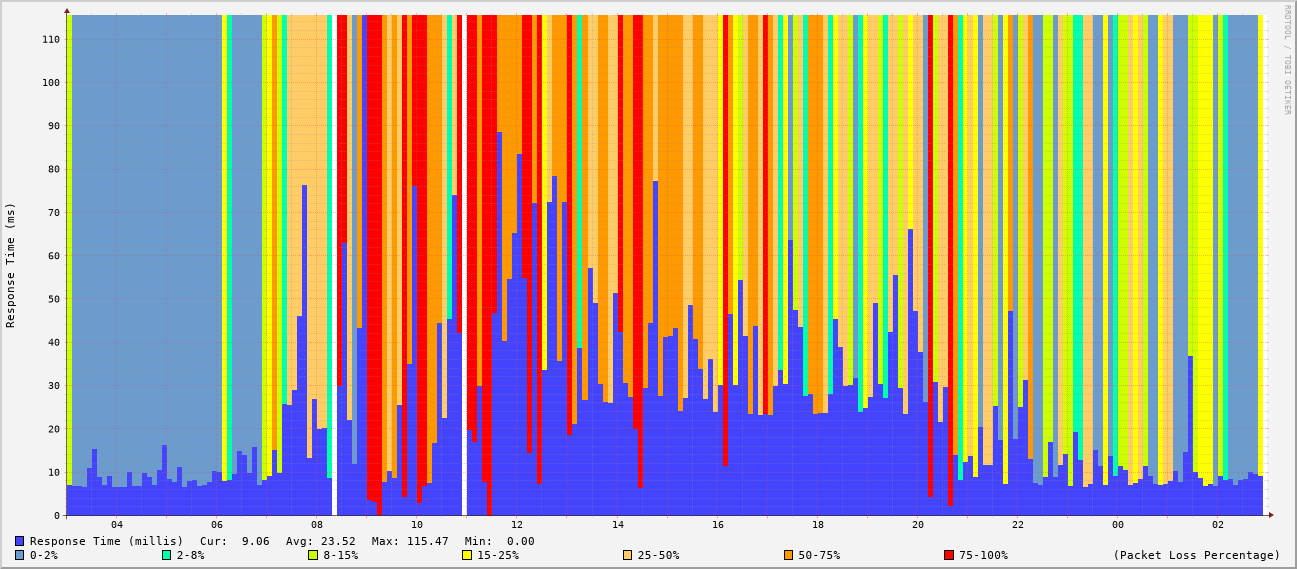 RRDTOOL / TOBI OETIKER
Response Time (ms)
110
100
90
80
70
60
50
40
30
20
10
0
04 06 08 10 12 14 16 18 20 22 00 02
Response Time (millis) Cur: 9.06 Avg: 23.52 Max: 115.47 Min: 0.00
0-2% 2-8% 8-15% 15-25% 25-50% 50-75% 75-100% (Packet Loss Percentage)